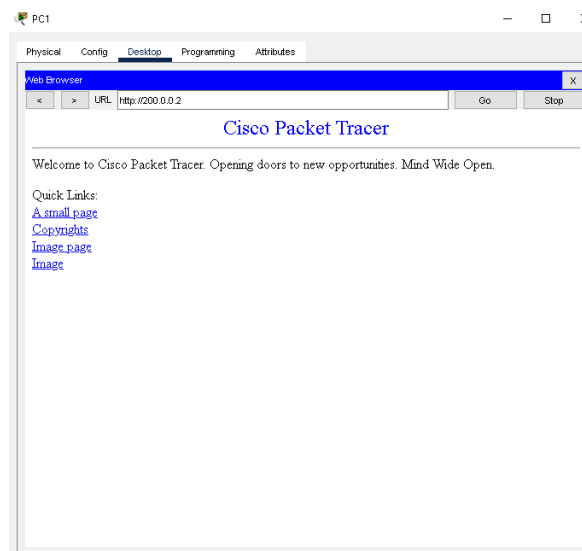 PC1
Physical Config Desktop Programming Attributes
Web Browser X
< > URL http://200.0.0.2 Go Stop
Cisco Packet Tracer
Welcome to Cisco Packet Tracer. Opening doors to new opportunities. Mind Wide Open.
Quick Links:
A small page
Copyrights
Image page
Image